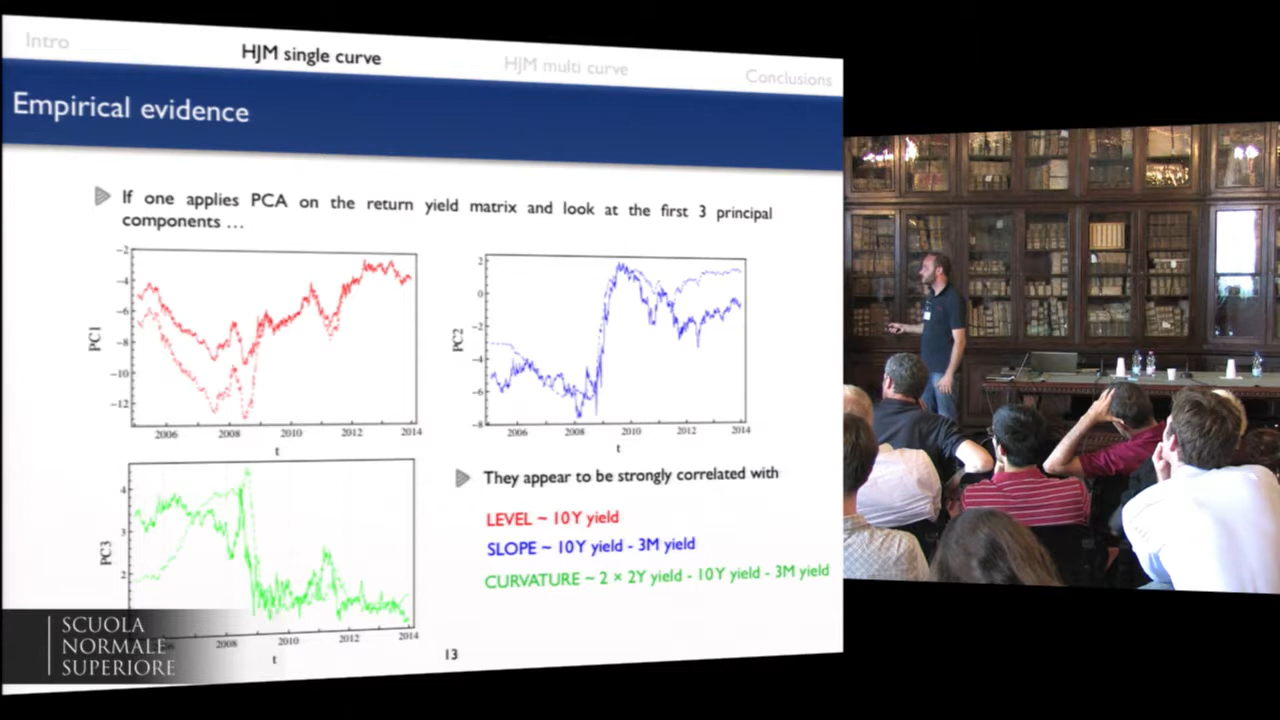 Intro
HJM single curve
HJM multi curve
Conclusions
Empirical evidence
If one applies PCA on the return yield matrix and look at the first 3 principal
components ...
-2
-4
-6
-8
-10
-12
PC1
2006
2008
2010
2012
2014
t
2
0
-2
-4
-6
-8
PC2
2006
2008
2010
2012
2014
t
They appear to be strongly correlated with
LEVEL ~ 10Y yield
SLOPE ~ 10Y yield - 3M yield
CURVATURE ~ 2 × 2Y yield - 10Y yield - 3M yield
4
3
2
PC3
2008
2010
2012
2014
t
13
SCUOLA
NORMALE
SUPERIORE